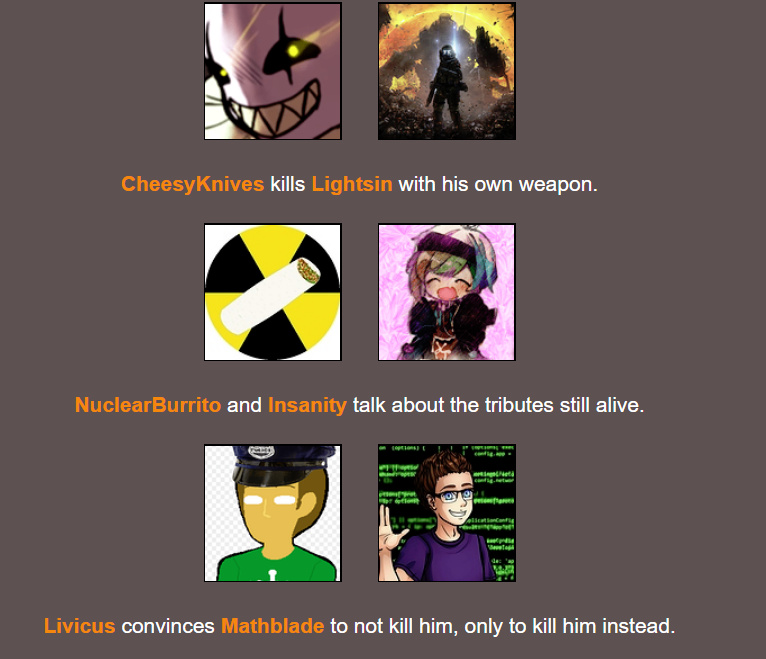 CheesyKnives kills Lightsin with his own weapon.
NuclearBurrito and Insanity talk about the tributes still alive.
Livicus convinces Mathblade to not kill him, only to kill him instead.